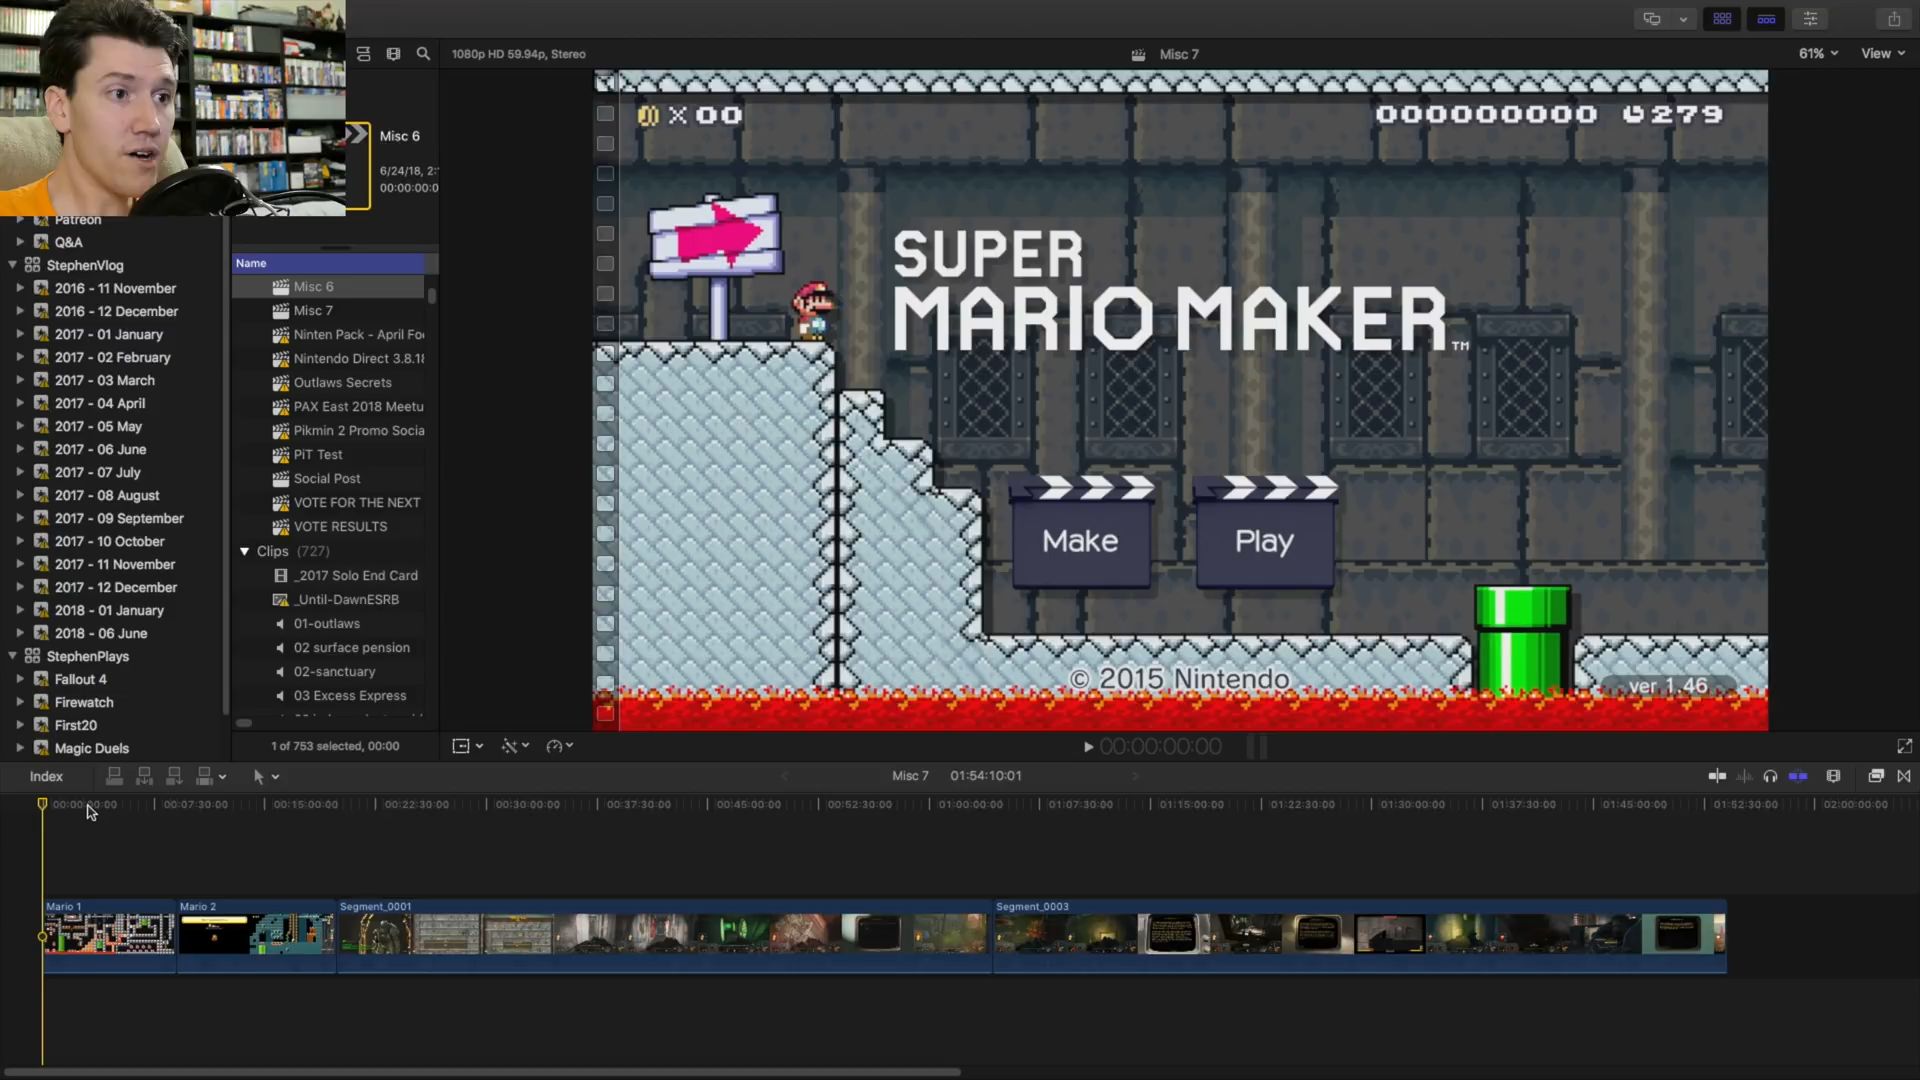 1080p HD 59.94p, Stereo
Misc 7
61%
View
Misc 6
6/24/18, 2:
00:00:00:0
Patreon
Q&A
StephenVlog
2016 - 11 November
2016 - 12 December
2017 - 01 January
2017 - 02 February
2017 - 03 March
2017 - 04 April
2017 - 05 May
2017 - 06 June
2017 - 07 July
2017 - 08 August
2017 - 09 September
2017 - 10 October
2017 - 11 November
2017 - 12 December
2018 - 01 January
2018 - 06 June
StephenPlays
Fallout 4
Firewatch
First20
Magic Duels
Name
Misc 6
Misc 7
Ninten Pack - April Foo
Nintendo Direct 3.8.18
Outlaws Secrets
PAX East 2018 Meetu
Pikmin 2 Promo Socia
PiT Test
Social Post
VOTE FOR THE NEXT
VOTE RESULTS
Clips (727)
_2017 Solo End Card
_Until-DawnESRB
01-outlaws
02 surface pension
02-sanctuary
03 Excess Express
1 of 753 selected, 00:00
×00
000000000 279
SUPER
MARIO MAKER™
Make
Play
© 2015 Nintendo
ver 1.46
00:00:00:00
Index
Misc 7
01:54:10:01
00:00:00:00
00:07:30:00
00:15:00:00
00:22:30:00
00:30:00:00
00:37:30:00
00:45:00:00
00:52:30:00
01:00:00:00
01:07:30:00
01:15:00:00
01:22:30:00
01:30:00:00
01:37:30:00
01:45:00:00
01:52:30:00
02:00:00:00
Mario 1
Mario 2
Segment_0001
Segment_0003